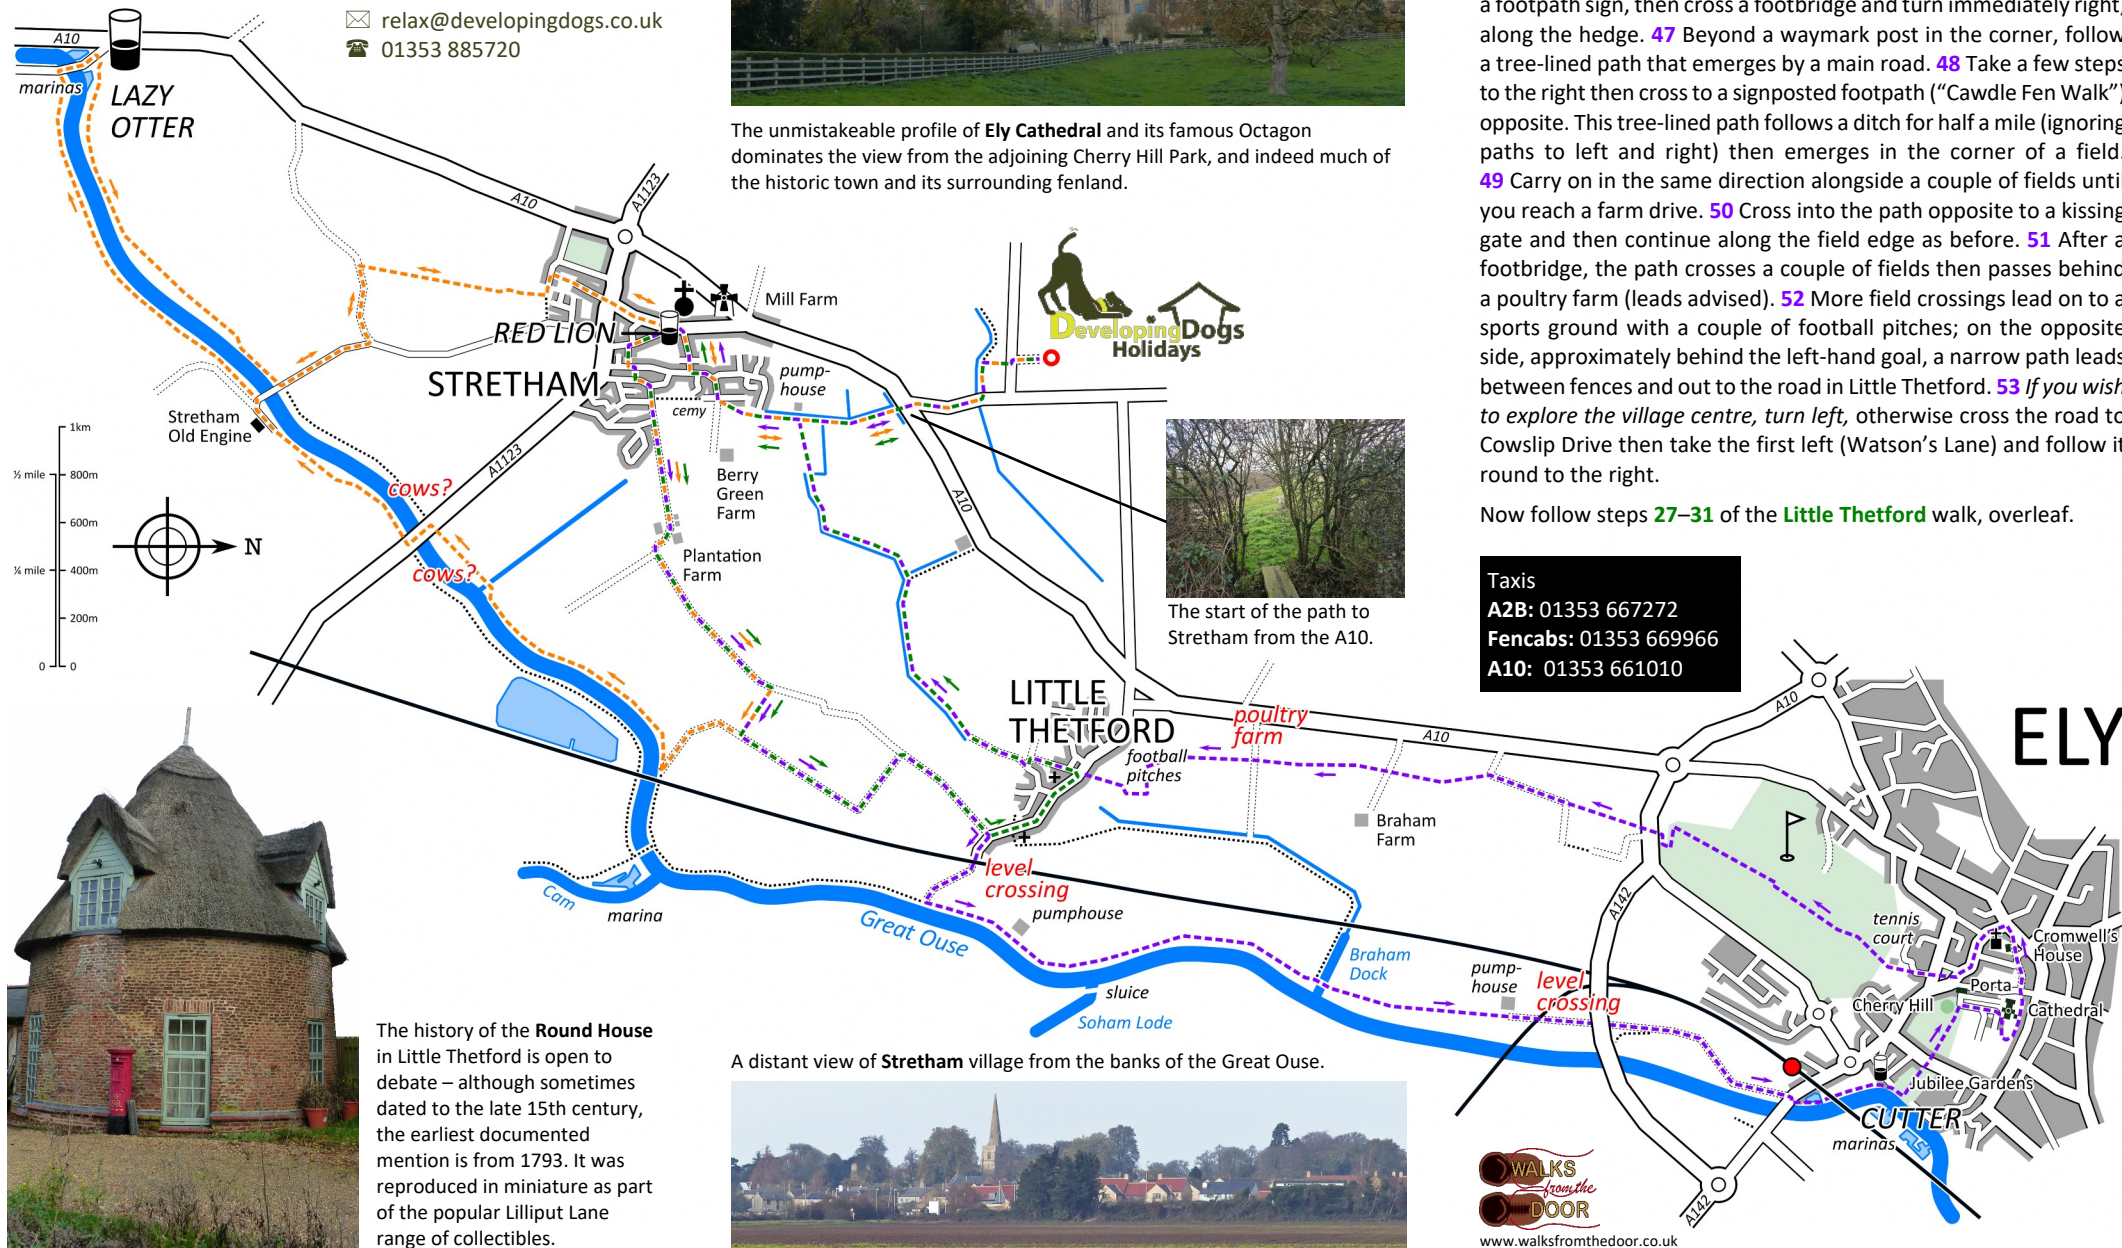 relax@developingdogs.co.uk
01353 885720
The unmistakeable profile of Ely Cathedral and its famous Octagon
dominates the view from the adjoining Cherry Hill Park, and indeed much of
the historic town and its surrounding fenland.
a footpath sign, then cross a footbridge and turn immediately right,
along the hedge. 47 Beyond a waymark post in the corner, follow
a tree-lined path that emerges by a main road. 48 Take a few steps
to the right then cross to a signposted footpath (“Cawdle Fen Walk”)
opposite. This tree-lined path follows a ditch for half a mile (ignoring
paths to left and right) then emerges in the corner of a field.
49 Carry on in the same direction alongside a couple of fields until
you reach a farm drive. 50 Cross into the path opposite to a kissing
gate and then continue along the field edge as before. 51 After a
footbridge, the path crosses a couple of fields then passes behind
a poultry farm (leads advised). 52 More field crossings lead on to a
sports ground with a couple of football pitches; on the opposite
side, approximately behind the left-hand goal, a narrow path leads
between fences and out to the road in Little Thetford. 53 If you wish
to explore the village centre, turn left, otherwise cross the road to
Cowslip Drive then take the first left (Watson’s Lane) and follow it
round to the right.
Now follow steps 27–31 of the Little Thetford walk, overleaf.
Taxis
A2B: 01353 667272
Fencabs: 01353 669966
A10: 01353 661010
A10
marinas
LAZY
OTTER
A10
A1123
Mill Farm
RED LION
STRETHAM
pump-
house
cemy
DevelopingDogs
Holidays
Stretham
Old Engine
A1123
Berry
Green
Farm
A10
Plantation
Farm
cows?
cows?
1km
½ mile
800m
600m
¼ mile
400m
200m
0
0
N
The start of the path to
Stretham from the A10.
LITTLE
THETFORD
football
pitches
poultry
farm
A10
A10
ELY
Braham
Farm
level
crossing
pumphouse
Cam
marina
Great Ouse
sluice
Soham Lode
Braham
Dock
pump-
house
level
crossing
A142
tennis
court
Cromwell’s
House
Porta
Cherry Hill
Cathedral
Jubilee Gardens
CUTTER
marinas
A142
The history of the Round House
in Little Thetford is open to
debate – although sometimes
dated to the late 15th century,
the earliest documented
mention is from 1793. It was
reproduced in miniature as part
of the popular Lilliput Lane
range of collectibles.
A distant view of Stretham village from the banks of the Great Ouse.
WALKS
from the
DOOR
www.walksfromthedoor.co.uk